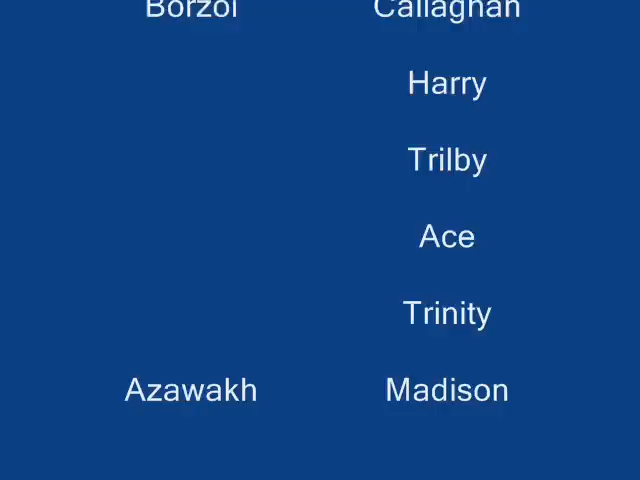 Borzoi Callaghan
Harry
Trilby
Ace
Trinity
Azawakh Madison